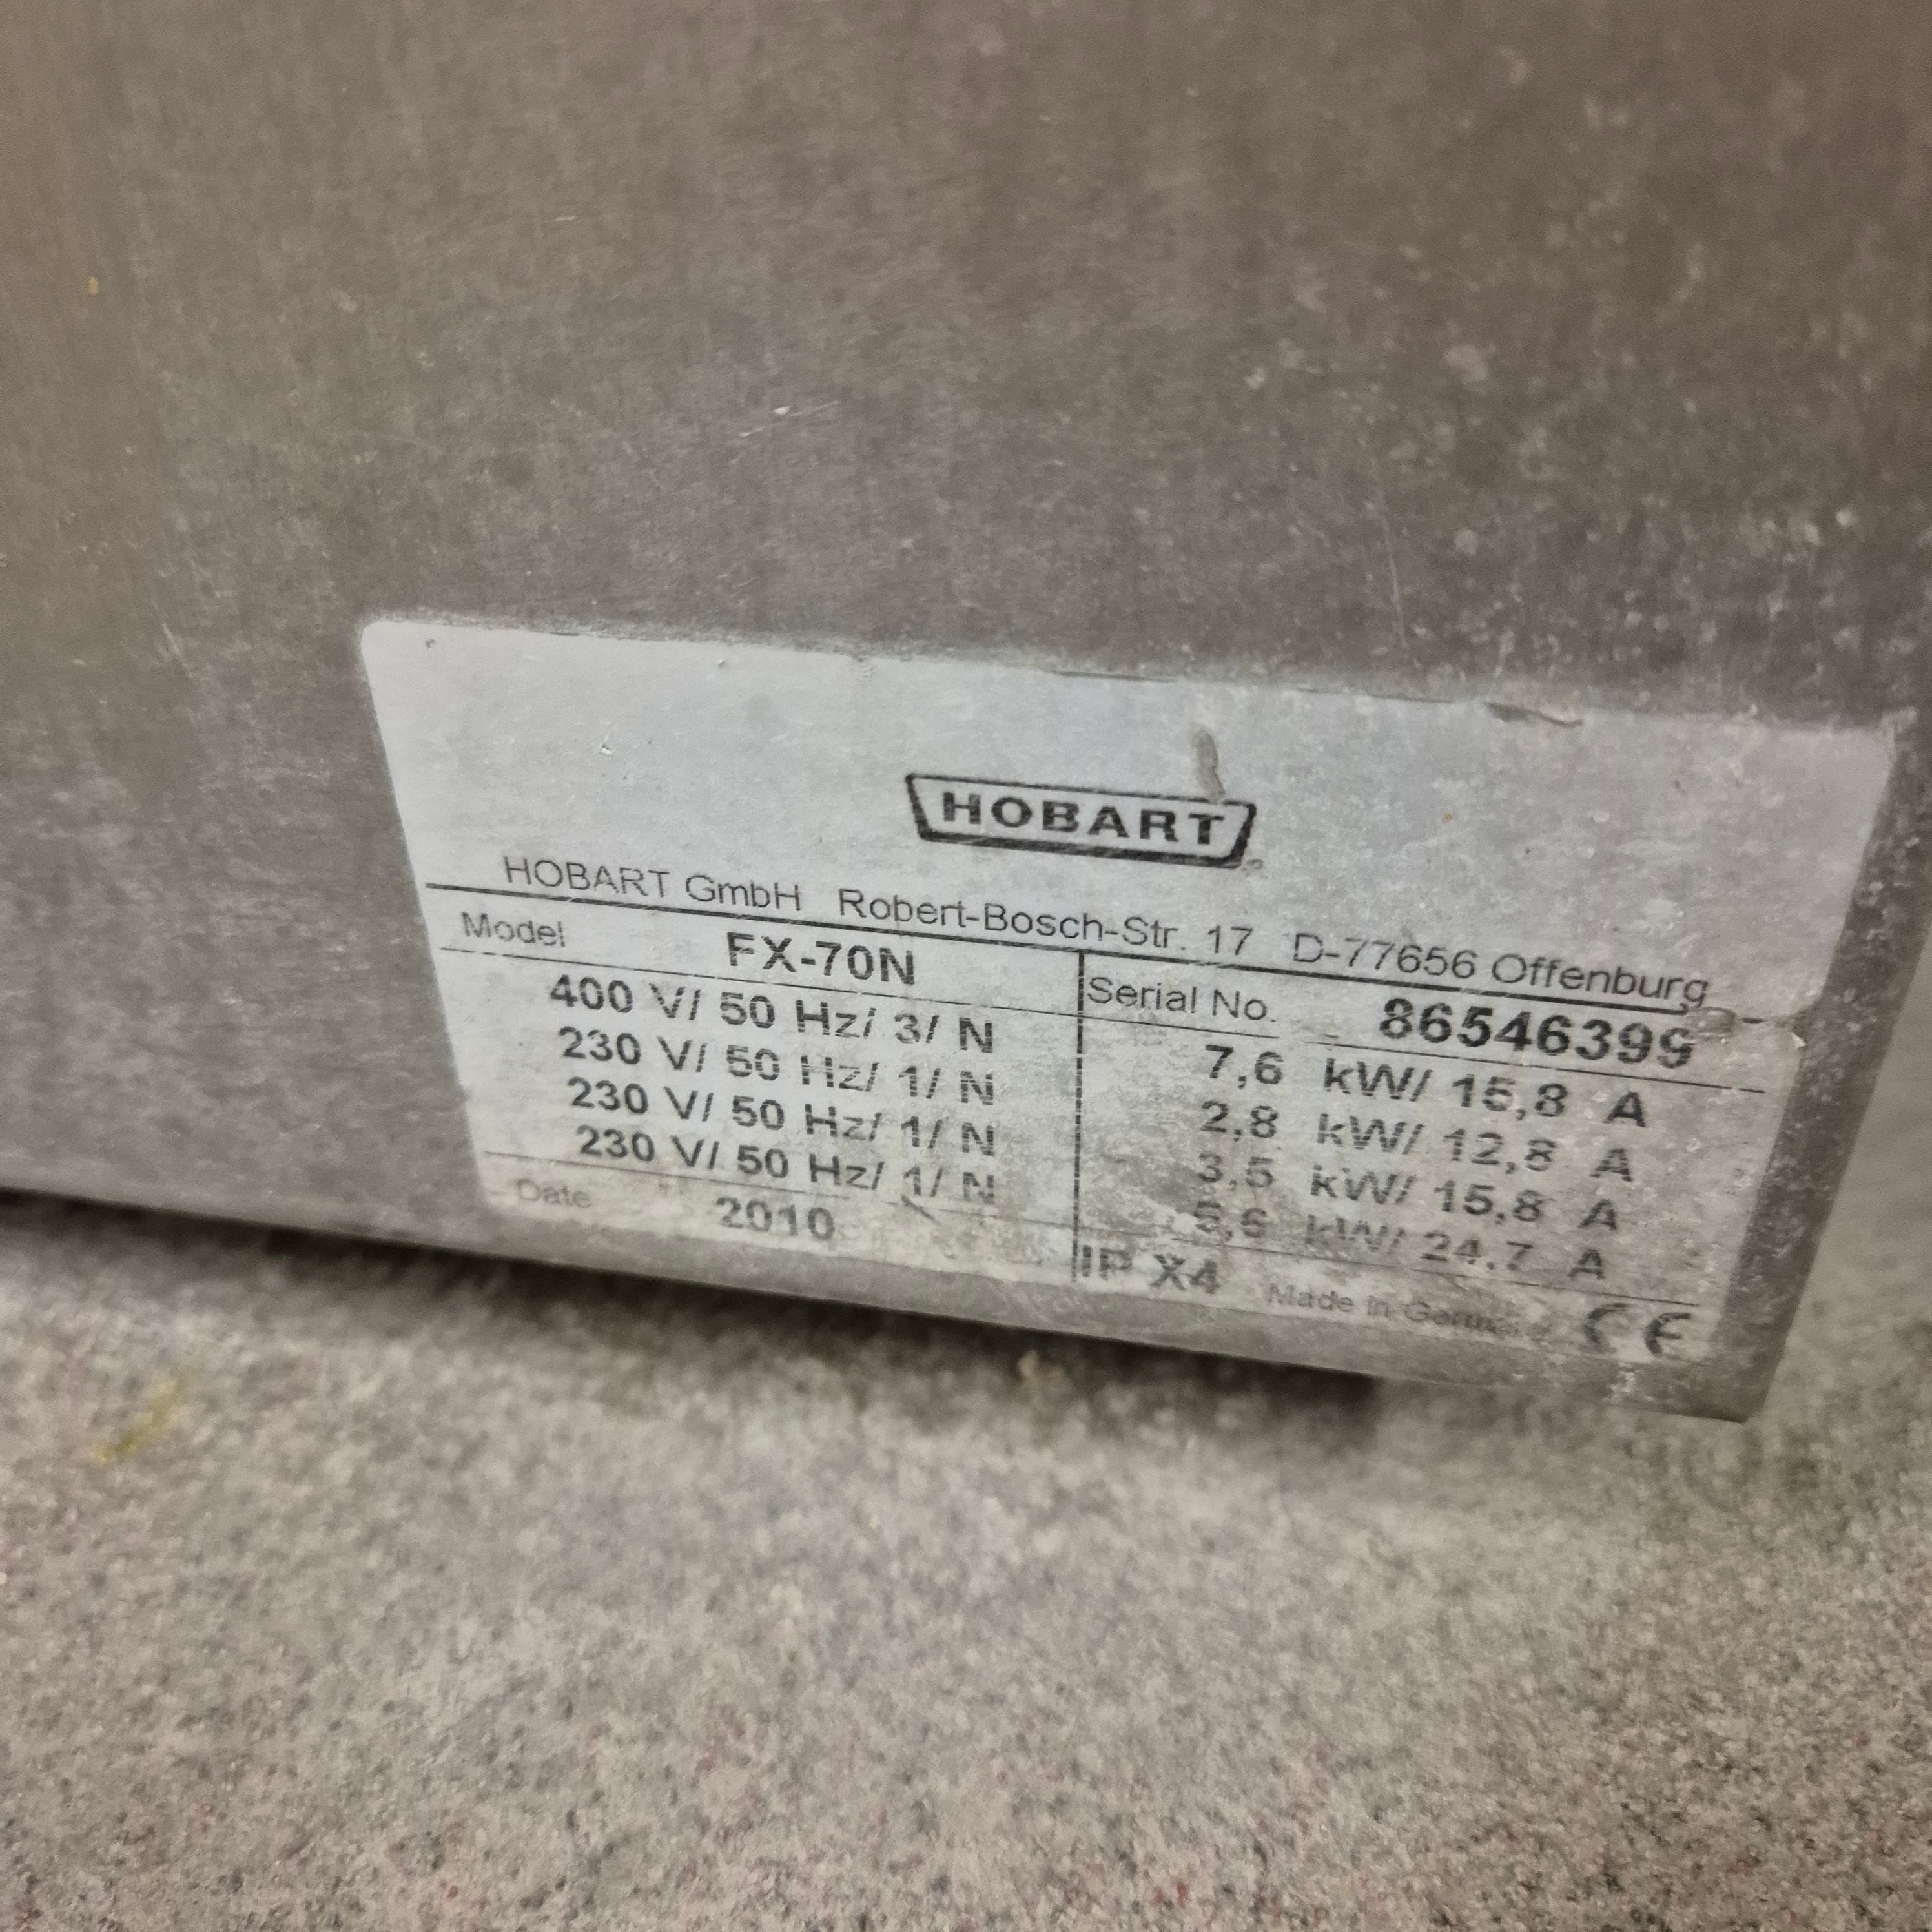 HOBART
HOBART GmbH Robert-Bosch-Str. 17 D-77656 Offenburg
Model FX-70N Serial No. 86546399
400 V/ 50 Hz/ 3/ N 7,6 kW/ 15,8 A
230 V/ 50 Hz/ 1/ N 2,8 kW/ 12,8 A
230 V/ 50 Hz/ 1/ N 3,5 kW/ 15,8 A
230 V/ 50 Hz/ 1/ N kW/ 24,7 A
Date 2010 IP X4 Made in Germany CE